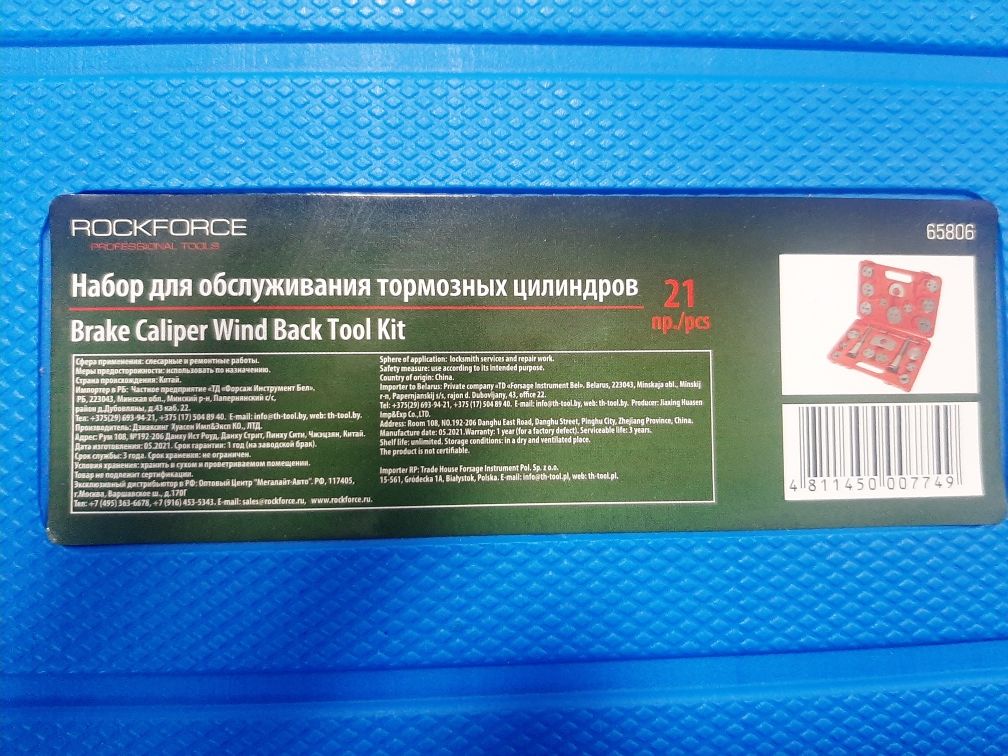 ROCKFORCE
PROFESSIONAL TOOLS
65806
Набор для обслуживания тормозных цилиндров
21
пр./pcs
Brake Caliper Wind Back Tool Kit
Сфера применения: слесарные и ремонтные работы.
Меры предосторожности: использовать по назначению.
Страна происхождения: Китай.
Импортер в РБ: Частное предприятие «ТД «Форсаж Инструмент Бел».
РБ, 223043, Минская обл., Минский р-н, Папернянский с/с,
район д.Дубовляны, д.43 каб. 22.
Тел: +375(29) 693-94-21, +375 (17) 504 89 40. E-mail: info@th-tool.by, web: th-tool.by.
Производитель: Дзиаксинг Хуасен Имп&Эксп КО., ЛТД.
Адрес: Рум 108, №192-206 Данху Ист Роуд, Данху Стрит, Пинху Сити, Чжэцзян, Китай.
Дата изготовления: 05.2021. Срок гарантии: 1 год (на заводской брак).
Срок службы: 3 года. Срок хранения: не ограничен.
Условия хранения: хранить в сухом и проветриваемом помещении.
Товар не подлежит сертификации.
Эксклюзивный дистрибьютор в РФ: Оптовый Центр "Мегалайт-Авто". РФ, 117405,
г.Москва, Варшавское ш., д.170Г
Тел: +7 (495) 363-6678, +7 (916) 453-5343. E-mail: sales@rockforce.ru, www.rockforce.ru.
Sphere of application: locksmith services and repair work.
Safety measure: use according to its intended purpose.
Country of origin: China.
Importer to Belarus: Private company «TD «Forsage Instrument Bel». Belarus, 223043, Minskaja obl., Minskij
r-n, Papernjanskij s/s, rajon d. Dubovljany, 43, office 22.
Tel: +375(29) 693-94-21, +375 (17) 504 89 40. E-mail: info@th-tool.by, web: th-tool.by. Producer: Jiaxing Huasen
Imp&Exp Co.,LTD.
Address: Room 108, NO.192-206 Danghu East Road, Danghu Street, Pinghu City, Zhejiang Province, China.
Manufacture date: 05.2021.Warranty: 1 year (for a factory defect). Serviceable life: 3 years.
Shelf life: unlimited. Storage conditions: in a dry and ventilated place.
The product is not certifiable.
Importer RP: Trade House Forsage Instrument Pol. Sp. z o.o.
15-561, Gródecka 1A, Białystok, Polska. E-mail: info@th-tool.pl, web: th-tool.pl.
4 811450 007749